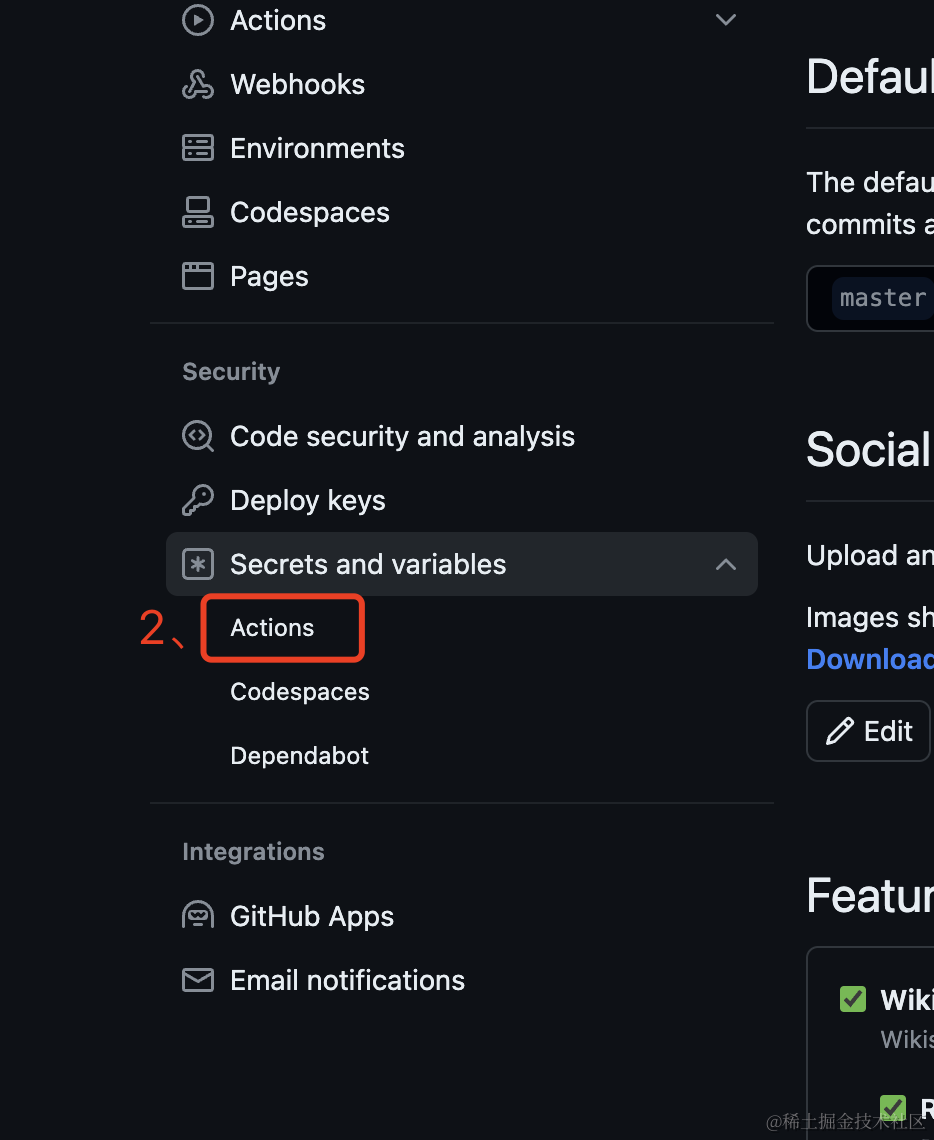 Actions
Webhooks
Environments
Codespaces
Pages
Security
Code security and analysis
Deploy keys
Secrets and variables
2、
Actions
Codespaces
Dependabot
Integrations
GitHub Apps
Email notifications
Defaul
The defau
commits a
master
Social
Upload an
Images sh
Download
Edit
Featur
Wiki
Wikis
R
@稀土掘金技术社区